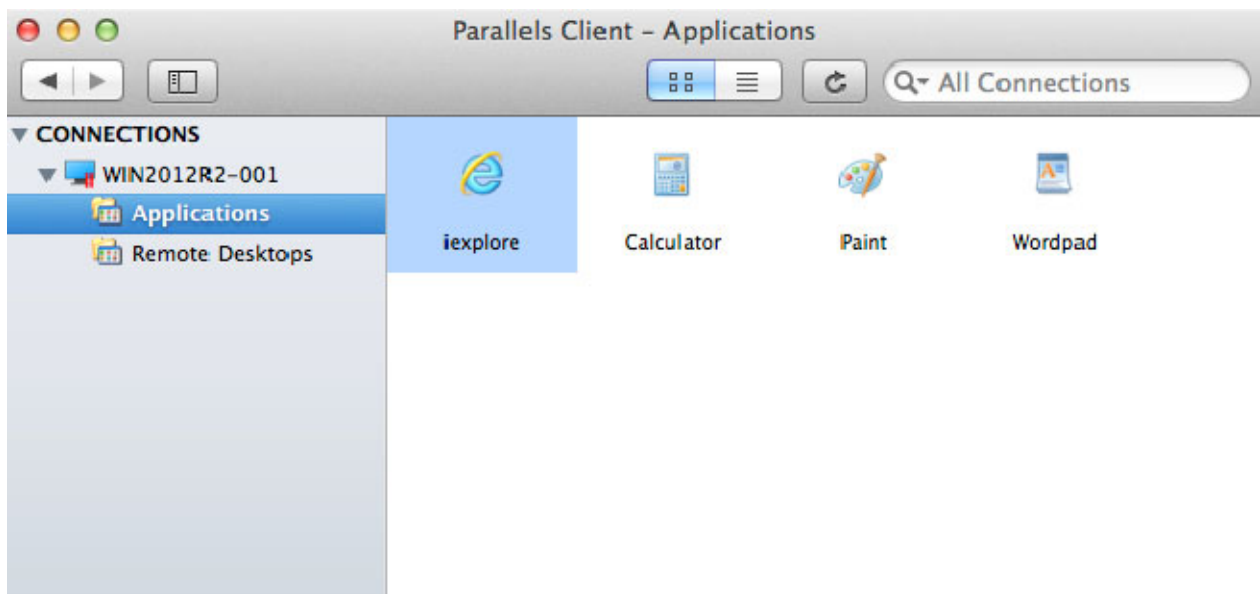 Parallels Client – Applications
All Connections
CONNECTIONS
WIN2012R2-001
Applications
Remote Desktops
iexplore
Calculator
Paint
Wordpad